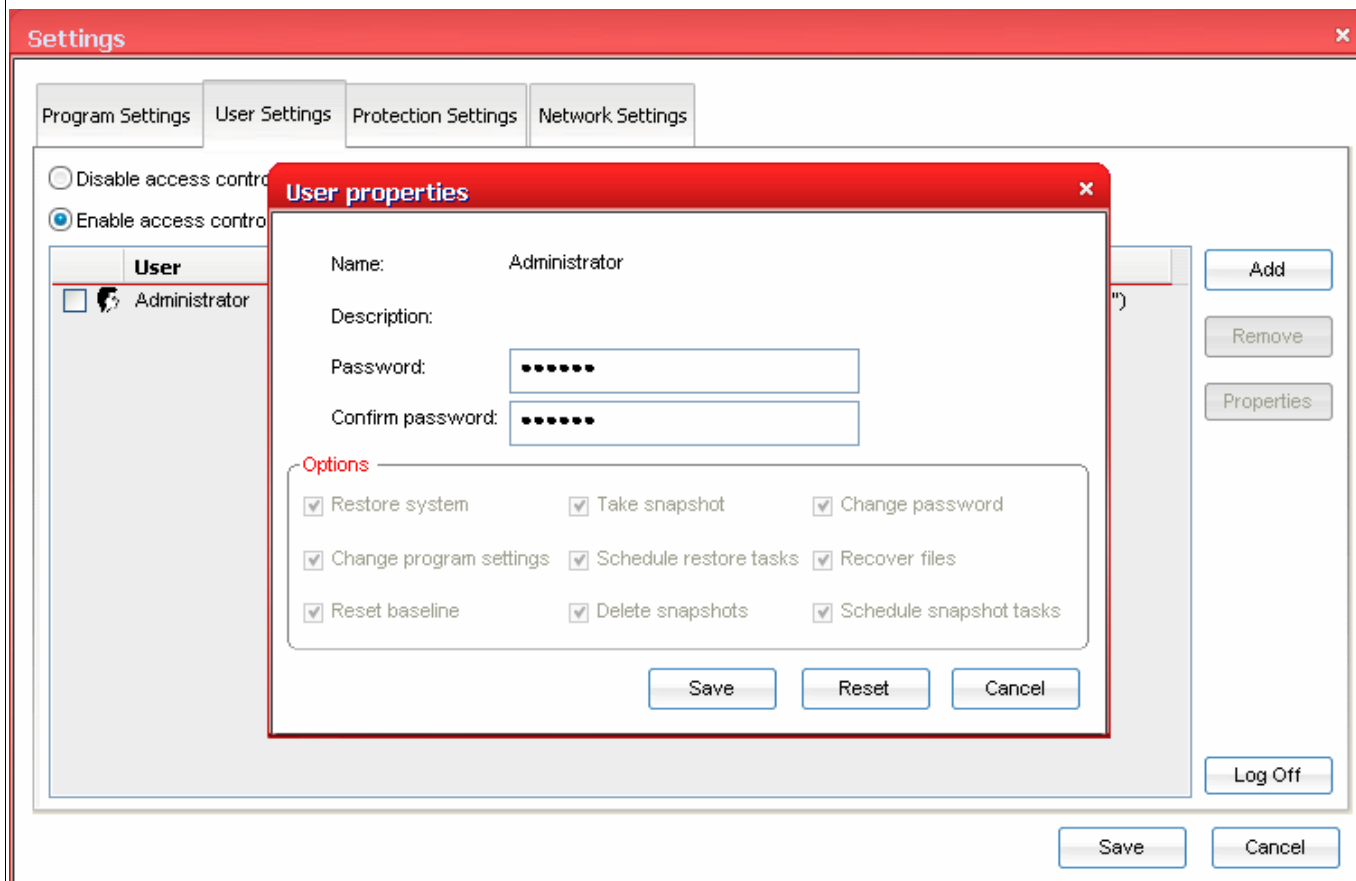 Settings
Program Settings User Settings Protection Settings Network Settings
Disable access contro
Enable access contro
User properties
User
Administrator
")
Name: Administrator
Description:
Password: ••••••
Confirm password: ••••••
Options
Restore system Take snapshot Change password
Change program settings Schedule restore tasks Recover files
Reset baseline Delete snapshots Schedule snapshot tasks
Save Reset Cancel
Add
Remove
Properties
Log Off
Save Cancel